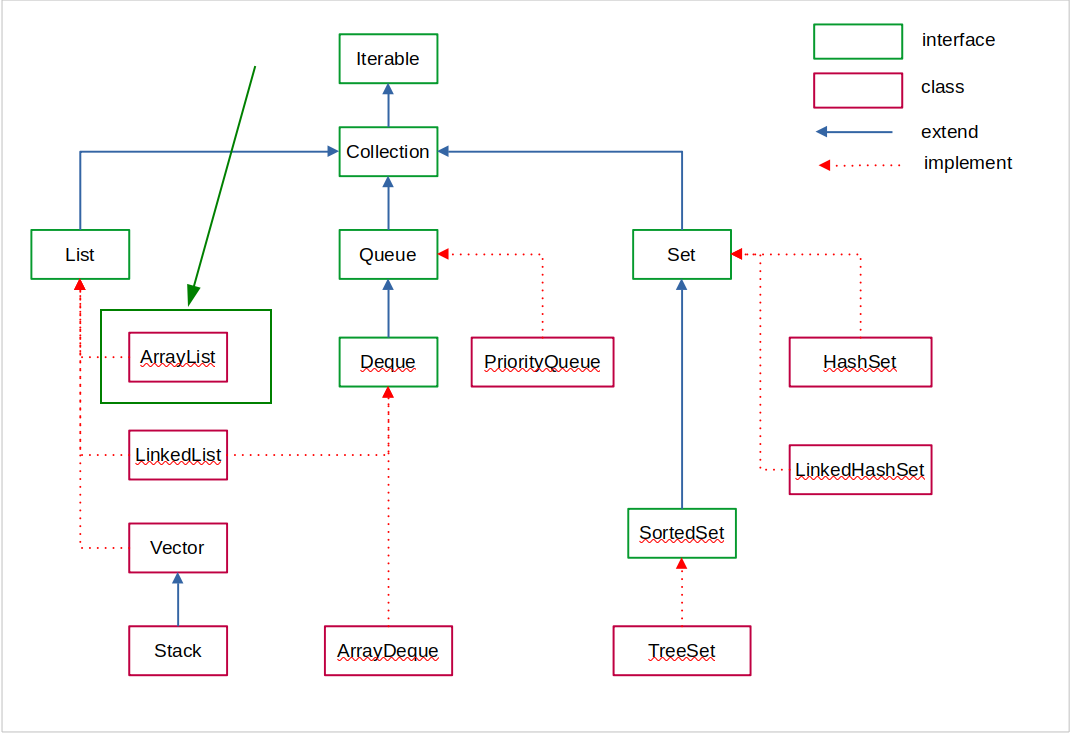 Iterable
interface
class
Collection
extend
implement
List
Queue
Set
ArrayList
Deque
PriorityQueue
HashSet
LinkedList
LinkedHashSet
Vector
SortedSet
Stack
ArrayDeque
TreeSet